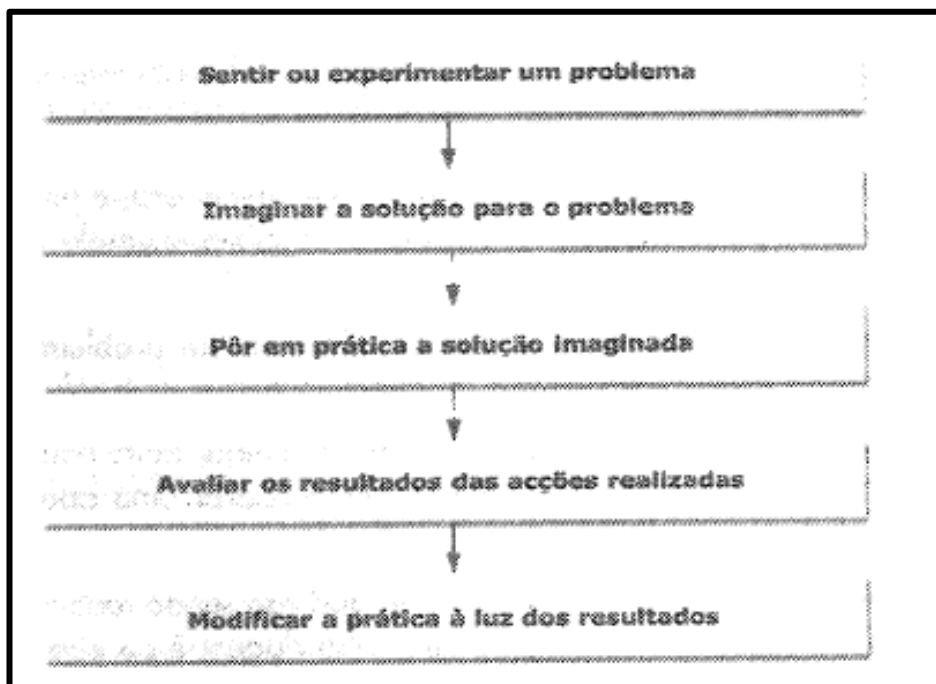 Sentir ou experimentar um problema
Imaginar a solução para o problema
Pôr em prática a solução imaginada
Avaliar os resultados das acções realizadas
Modificar a prática à luz dos resultados